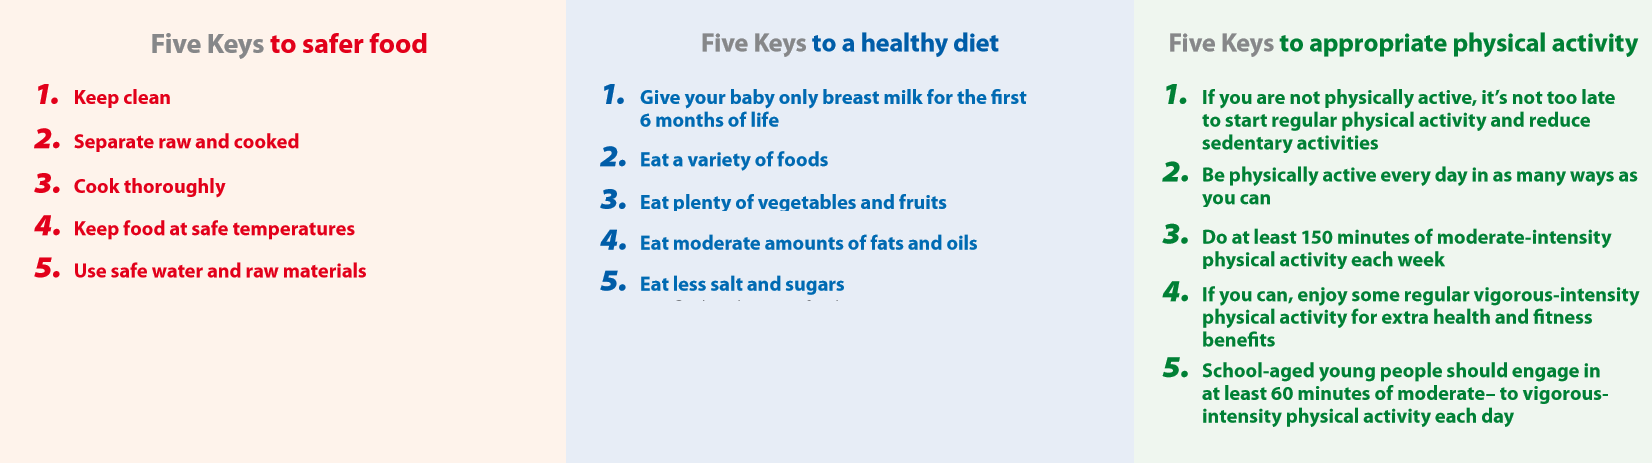 Five Keys to safer food
1. Keep clean
2. Separate raw and cooked
3. Cook thoroughly
4. Keep food at safe temperatures
5. Use safe water and raw materials
Five Keys to a healthy diet
1. Give your baby only breast milk for the first
6 months of life
2. Eat a variety of foods
3. Eat plenty of vegetables and fruits
4. Eat moderate amounts of fats and oils
5. Eat less salt and sugars
Five Keys to appropriate physical activity
1. If you are not physically active, it’s not too late
to start regular physical activity and reduce
sedentary activities
2. Be physically active every day in as many ways as
you can
3. Do at least 150 minutes of moderate-intensity
physical activity each week
4. If you can, enjoy some regular vigorous-intensity
physical activity for extra health and fitness
benefits
5. School-aged young people should engage in
at least 60 minutes of moderate– to vigorous-
intensity physical activity each day